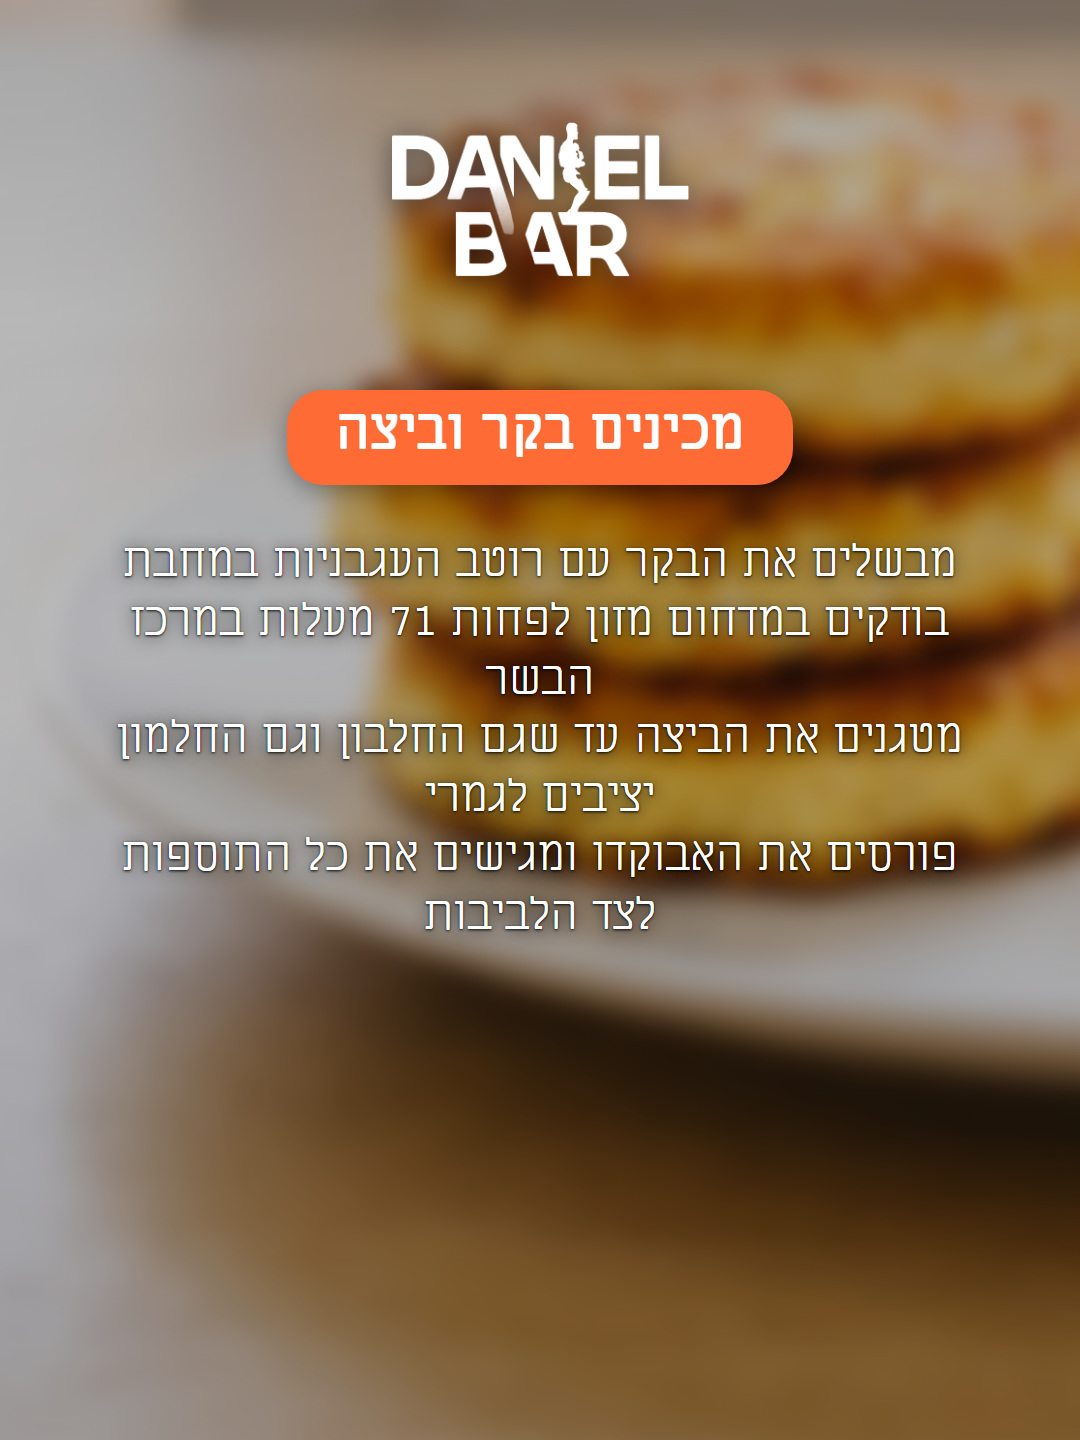 DANIEL
BAR
מכינים בקר וביצה
מבשלים את הבקר עם רוטב העגבניות במחבת
בודקים במדחום מזון לפחות 71 מעלות במרכז
הבשר
מטגנים את הביצה עד שגם החלבון וגם החלמון
יציבים לגמרי
פורסים את האבוקדו ומגישים את כל התוספות
לצד הלביבות